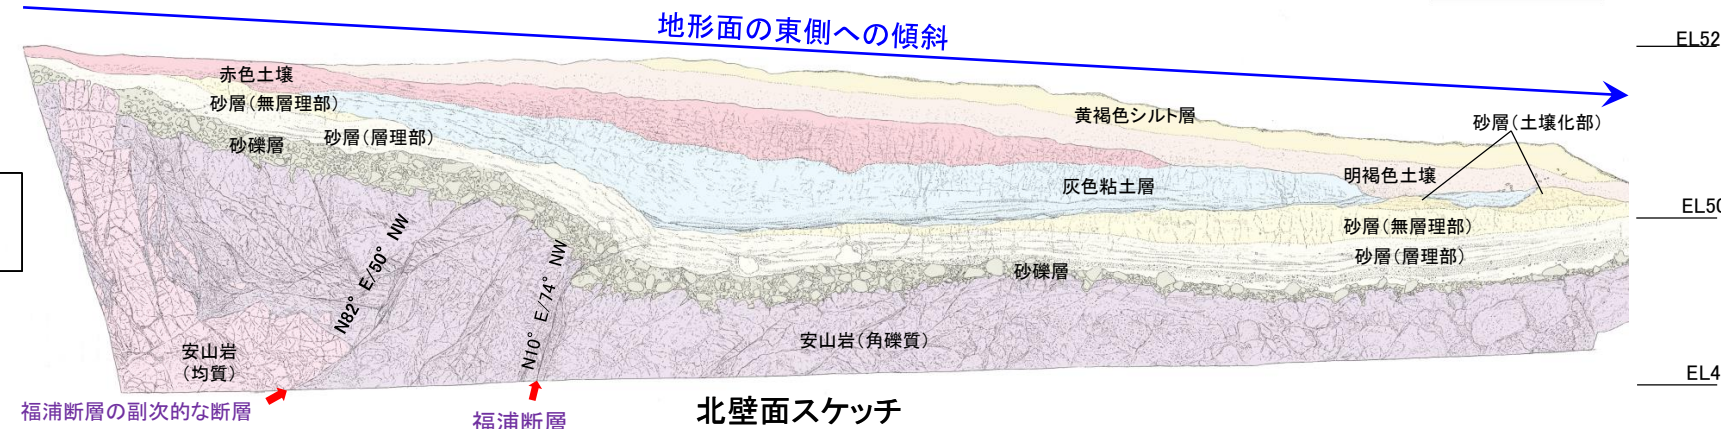 地形面の東側への傾斜
EL52
赤色土壌
砂層(無層理部)
砂層(層理部)
砂礫層
黄褐色シルト層
砂層(土壌化部)
明褐色土壌
灰色粘土層
EL50
砂層(無層理部)
砂層(層理部)
砂礫層
N82° E/50° NW
N10° E/74° NW
安山岩(角礫質)
安山岩
(均質)
EL4
福浦断層の副次的な断層
福浦断層
北壁面スケッチ